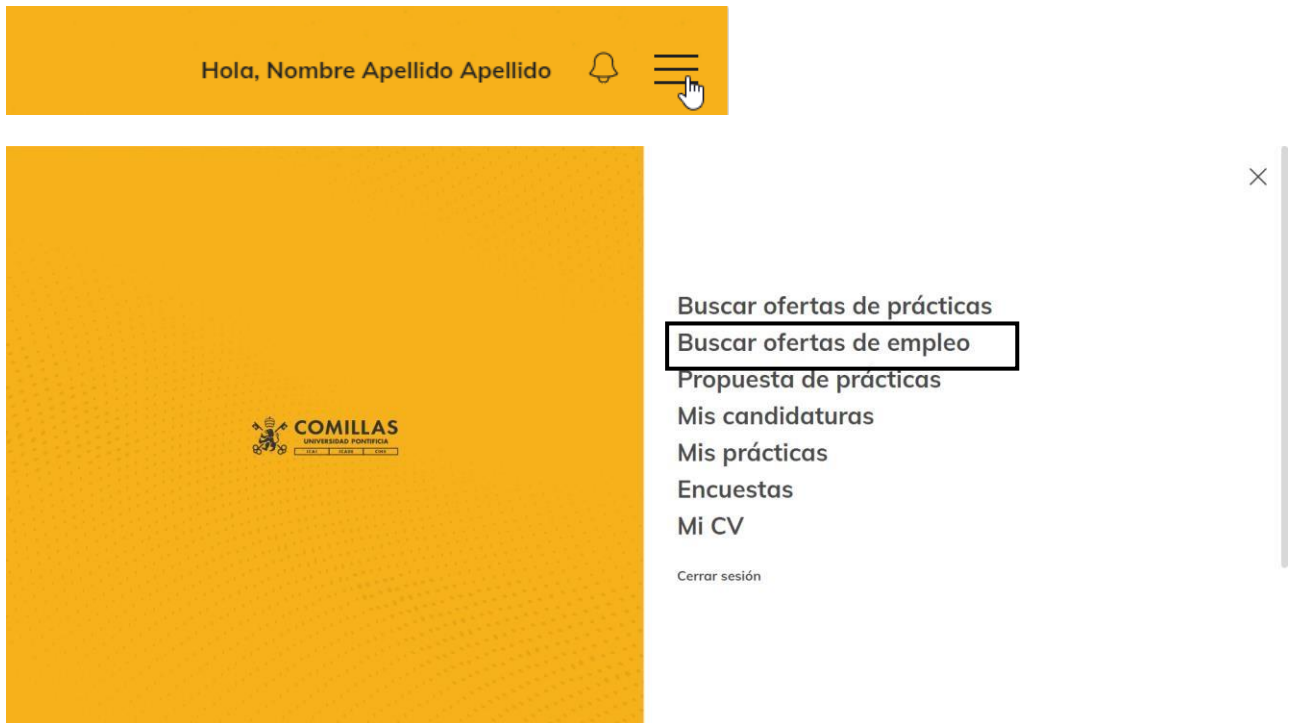 Hola, Nombre Apellido Apellido
COMILLAS
UNIVERSIDAD PONTIFICIA
ICAI ICADE CIHS
Buscar ofertas de prácticas
Buscar ofertas de empleo
Propuesta de prácticas
Mis candidaturas
Mis prácticas
Encuestas
Mi CV
Cerrar sesión